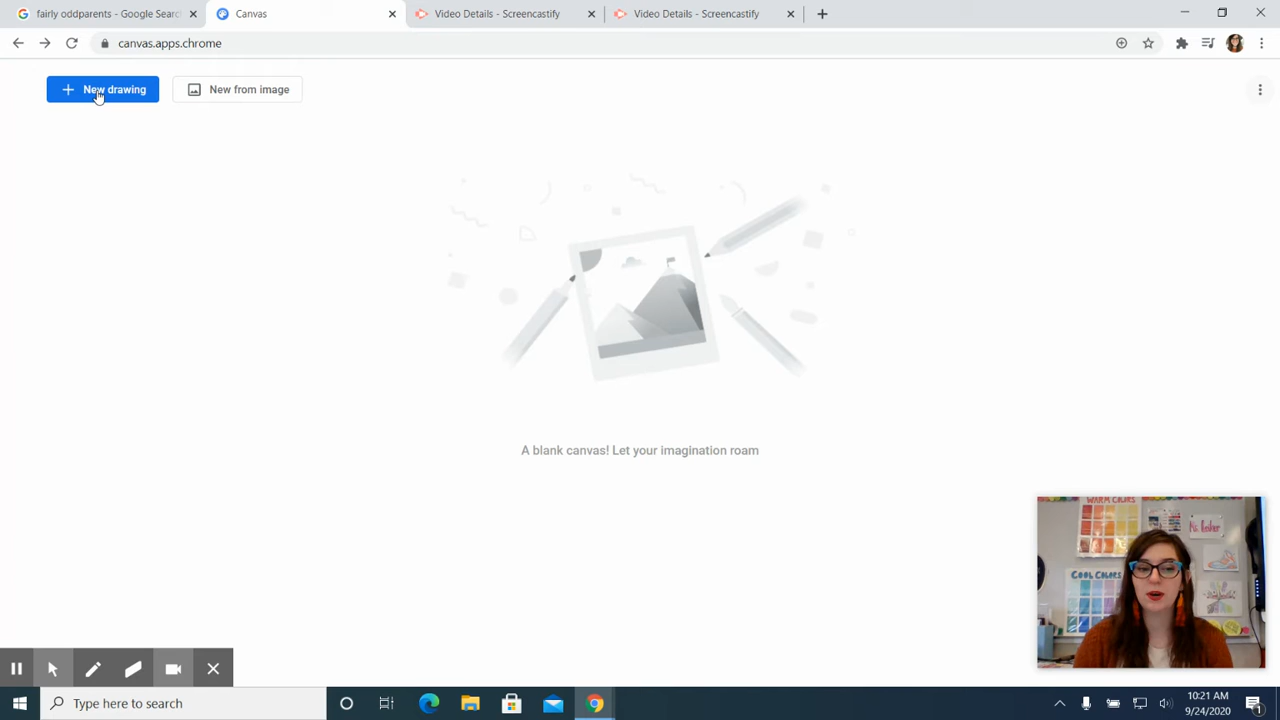 fairly oddparents - Google Searc
Canvas
Video Details - Screencastify
Video Details - Screencastify
canvas.apps.chrome
New drawing
New from image
A blank canvas! Let your imagination roam
WARM COLORS
COOL COLORS
Type here to search
10:21 AM
9/24/2020
1